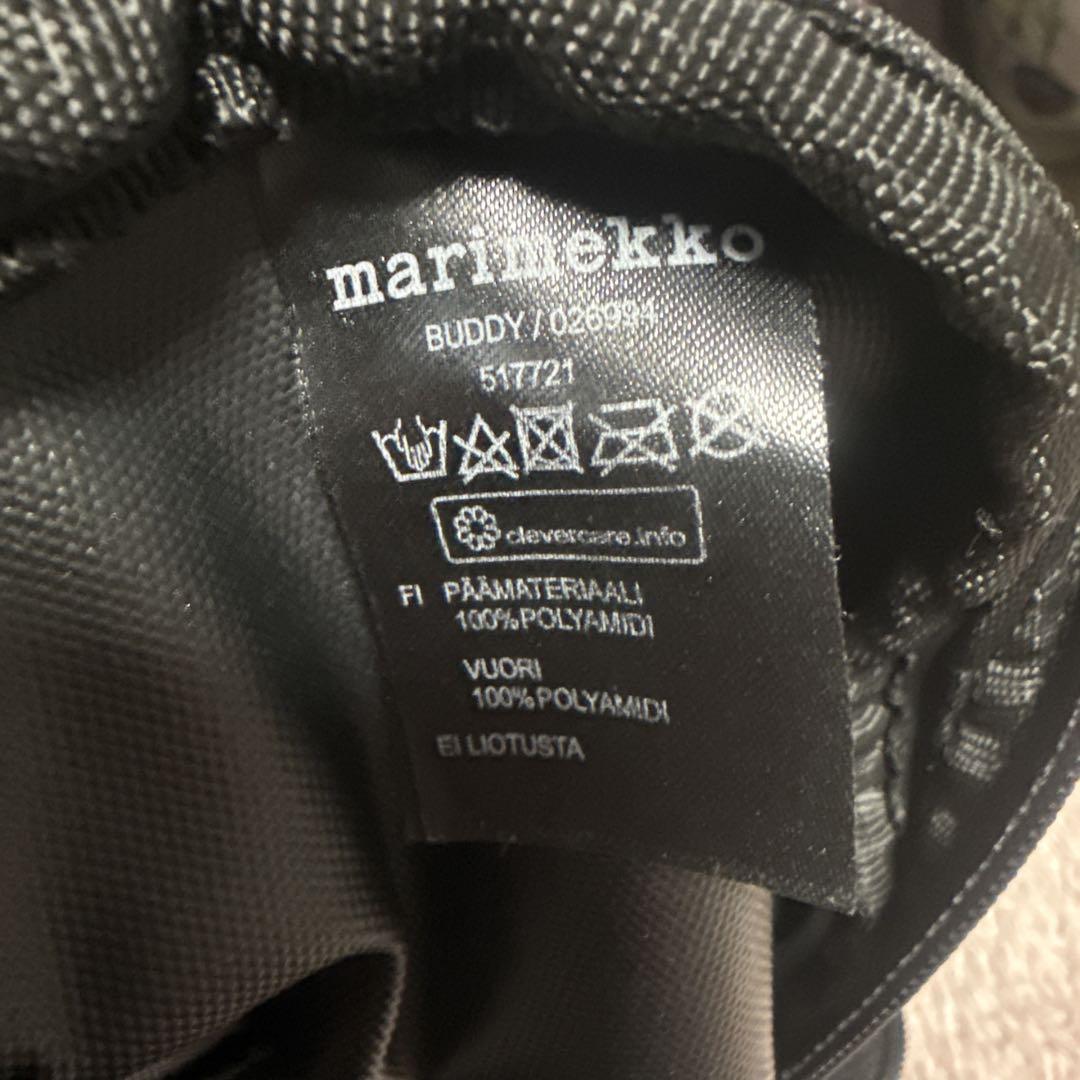 marimekko
BUDDY / 026994
517721
clevercare.info
FI PÄÄMATERIAALI
100% POLYAMIDI
VUORI
100% POLYAMIDI
EI LIOTUSTA